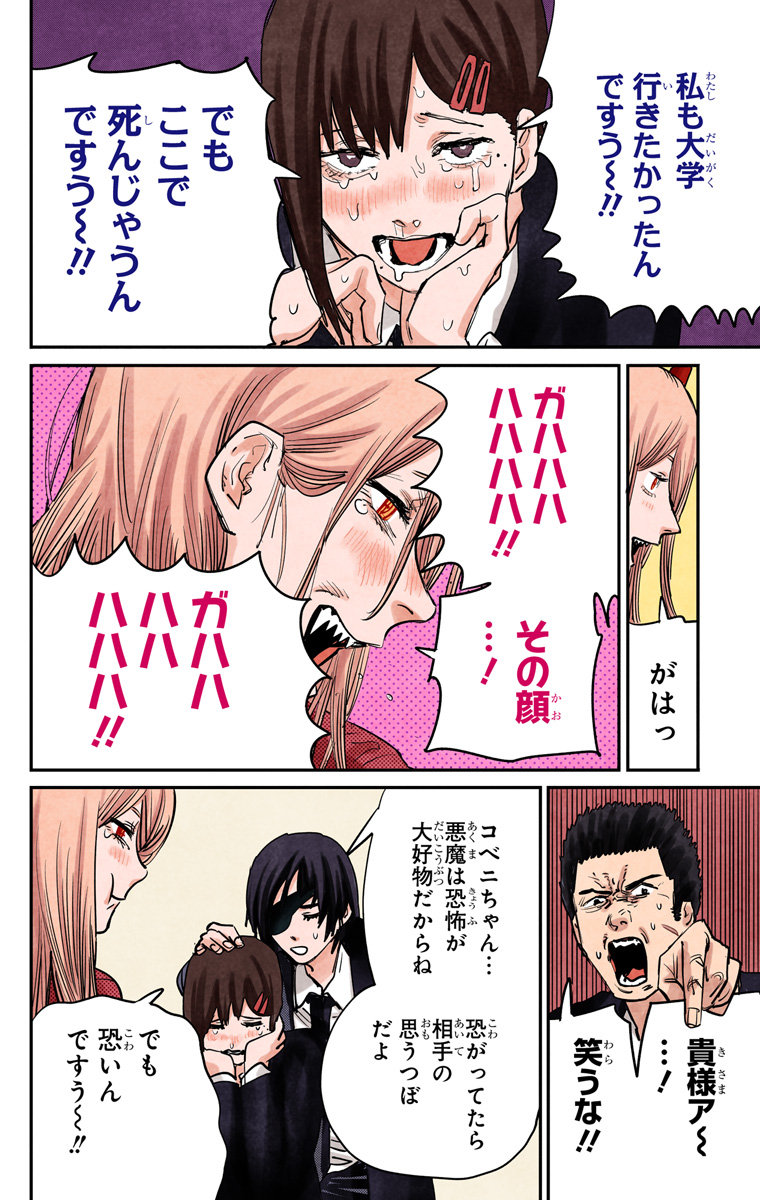 私も大学
行きたかったん
ですぅ〜!!
でも
ここで
死んじゃうん
ですぅ〜!!
がはっ
ガハハハ
ハハハハ!!
その顔
…!
ガハハ
ハハ
ハハハ!!
貴様ア〜
…!
笑うな!!
コベニちゃん…
悪魔は恐怖が
大好物だからね
恐がってたら
相手の
思うつぼ
だよ
でも
恐いん
ですぅ〜!!